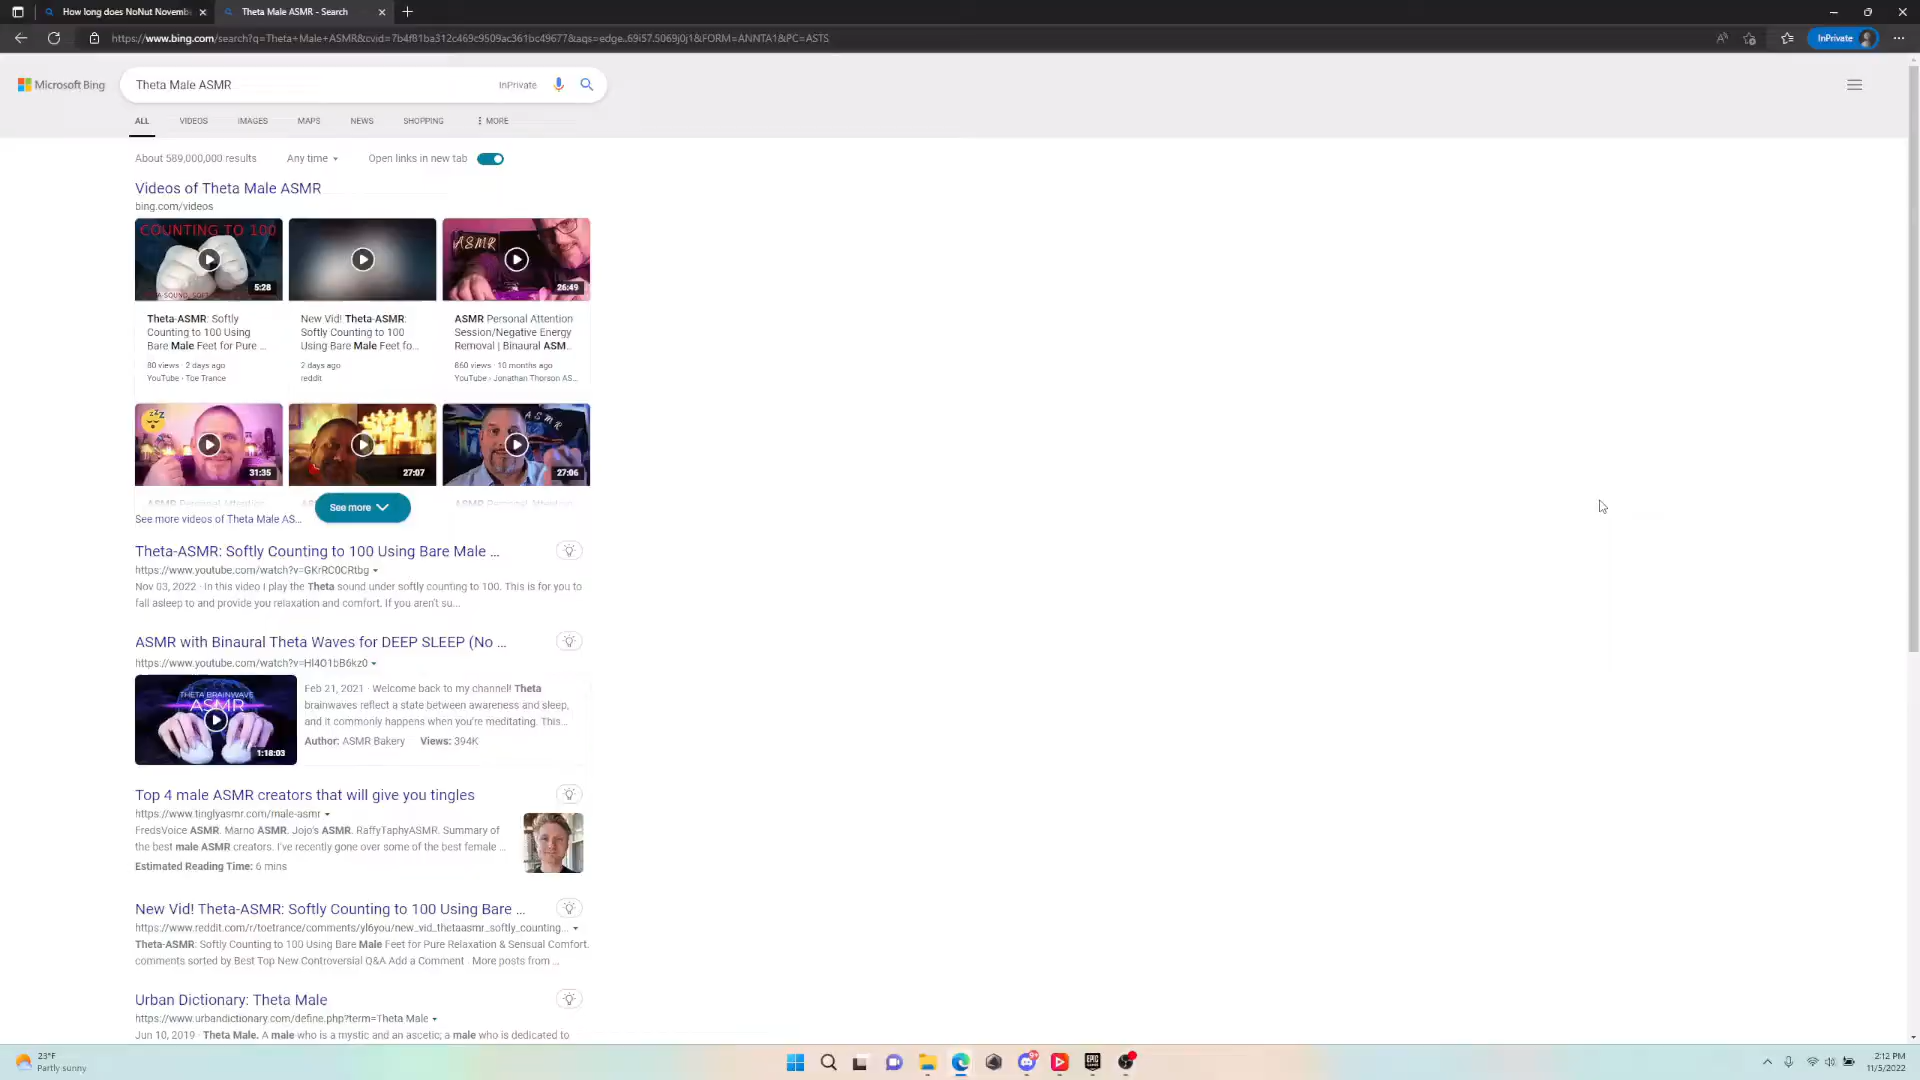 How long does NoNut Novemb
Theta Male ASMR - Search
https://www.bing.com/search?q=Theta+Male+ASMR&cvid=7b4f81ba312c469c9509ac361bc49677&aqs=edge..69i57.5069j0j1&FORM=ANNTA1&PC=ASTS
InPrivate
Microsoft Bing
Theta Male ASMR
InPrivate
ALL VIDEOS IMAGES MAPS NEWS SHOPPING MORE
About 589,000,000 results Any time Open links in new tab
Videos of Theta Male ASMR
bing.com/videos
COUNTING TO 100
5:28
ASMR
26:49
Theta-ASMR: Softly
Counting to 100 Using
Bare Male Feet for Pure ...
80 views · 2 days ago
YouTube › Toe Trance
New Vid! Theta-ASMR:
Softly Counting to 100
Using Bare Male Feet fo...
2 days ago
reddit
ASMR Personal Attention
Session/Negative Energy
Removal | Binaural ASM...
860 views · 10 months ago
YouTube › Jonathan Thorson AS...
zzZ
31:35
27:07
ASMR
27:06
ASMR Personal Attention
ASMR Personal Attention
See more
See more videos of Theta Male AS...
Theta-ASMR: Softly Counting to 100 Using Bare Male ...
https://www.youtube.com/watch?v=GKrRC0CRtbg
Nov 03, 2022 · In this video I play the Theta sound under softly counting to 100. This is for you to
fall asleep to and provide you relaxation and comfort. If you aren't su...
ASMR with Binaural Theta Waves for DEEP SLEEP (No ...
https://www.youtube.com/watch?v=HI4O1bB6kz0
THETA BRAINWAVE
ASMR
1:18:03
Feb 21, 2021 · Welcome back to my channel! Theta
brainwaves reflect a state between awareness and sleep,
and it commonly happens when you're meditating. This...
Author: ASMR Bakery Views: 394K
Top 4 male ASMR creators that will give you tingles
https://www.tinglyasmr.com/male-asmr
FredsVoice ASMR. Marno ASMR. Jojo's ASMR. RaffyTaphyASMR. Summary of
the best male ASMR creators. I've recently gone over some of the best female ...
Estimated Reading Time: 6 mins
New Vid! Theta-ASMR: Softly Counting to 100 Using Bare ...
https://www.reddit.com/r/toetrance/comments/yl6you/new_vid_thetaasmr_softly_counting...
Theta-ASMR: Softly Counting to 100 Using Bare Male Feet for Pure Relaxation & Sensual Comfort.
comments sorted by Best Top New Controversial Q&A Add a Comment · More posts from ...
Urban Dictionary: Theta Male
https://www.urbandictionary.com/define.php?term=Theta Male
Jun 10, 2019 · Theta Male. A male who is a mystic and an ascetic; a male who is dedicated to
23°F
Partly sunny
EPIC
2:12 PM
11/5/2022